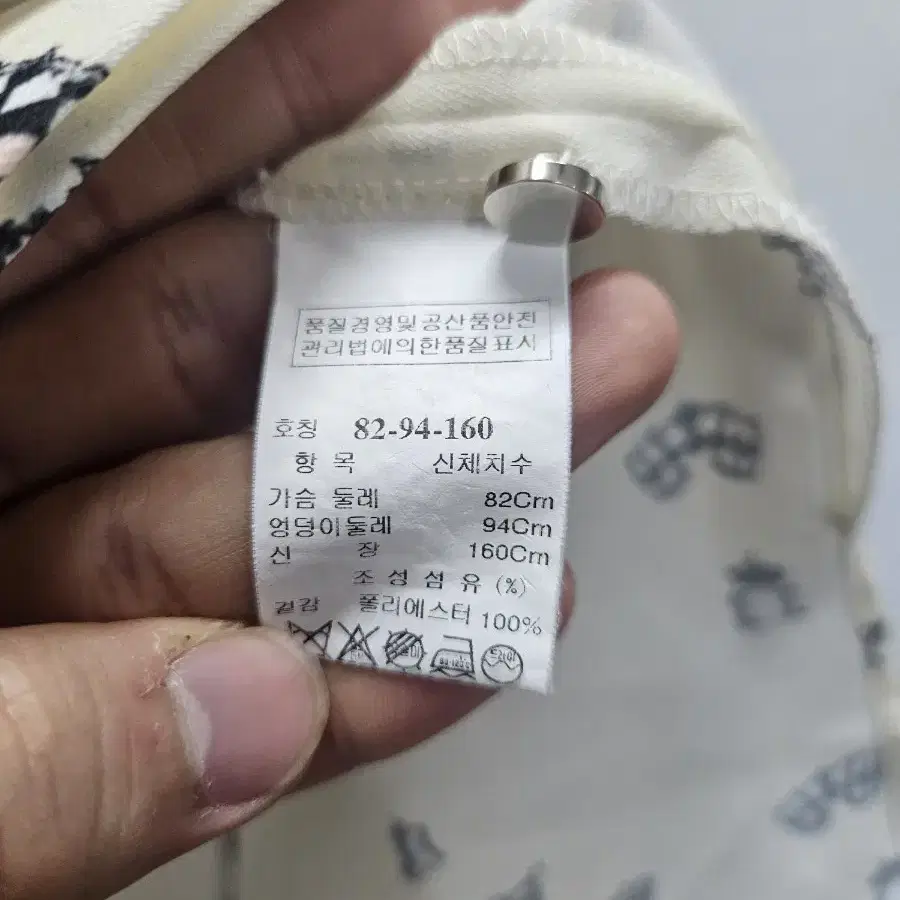 품질경영및공산품안전
관리법에의한품질표시
호칭 82-94-160
항 목 신체치수
가슴 둘레 82Cm
엉덩이둘레 94Cm
신 장 160Cm
조 성 섬 유 (%)
겉감 폴리에스터 100%
드라이